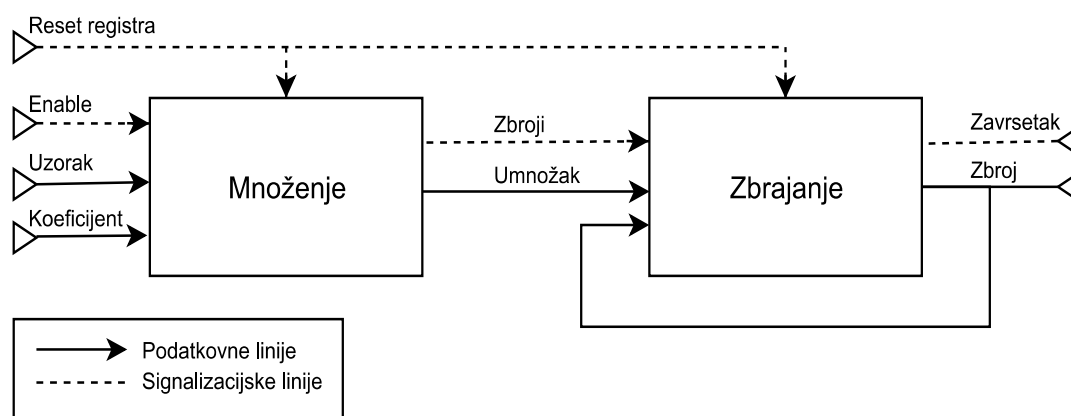 Reset registra
Enable
Uzorak
Koeficijent
Množenje
Zbroji
Umnožak
Zbrajanje
Zavrsetak
Zbroj
Podatkovne linije
Signalizacijske linije